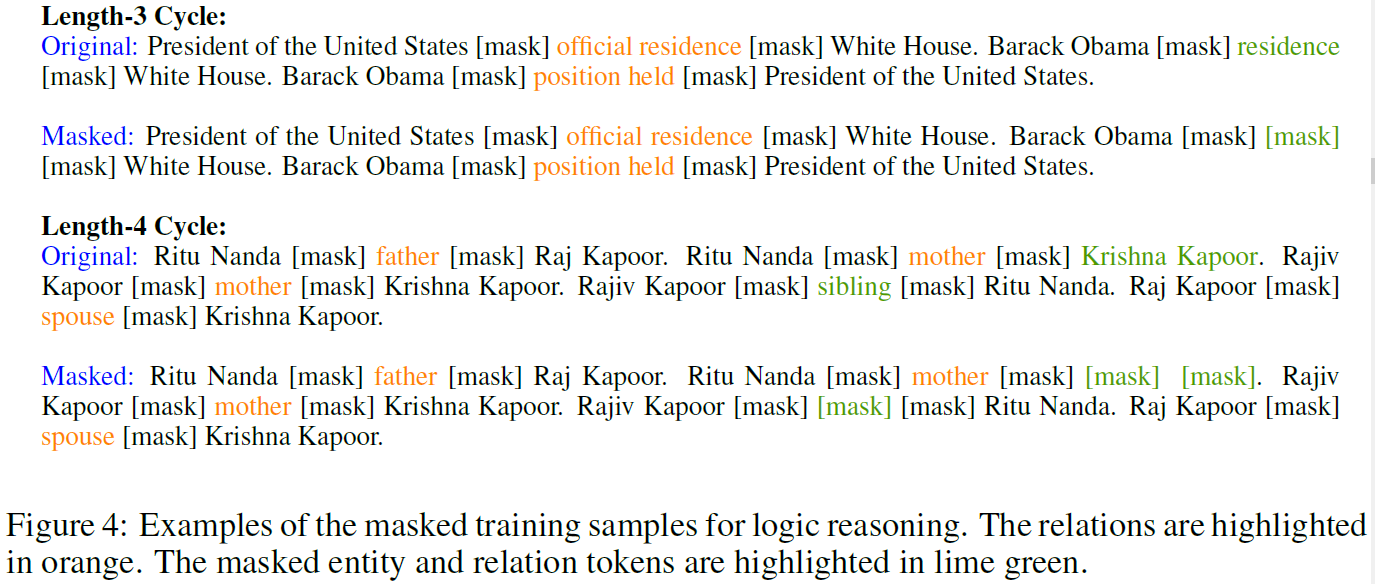 Length-3 Cycle:
Original: President of the United States [mask] official residence [mask] White House. Barack Obama [mask] residence
[mask] White House. Barack Obama [mask] position held [mask] President of the United States.
Masked: President of the United States [mask] official residence [mask] White House. Barack Obama [mask] [mask]
[mask] White House. Barack Obama [mask] position held [mask] President of the United States.
Length-4 Cycle:
Original: Ritu Nanda [mask] father [mask] Raj Kapoor. Ritu Nanda [mask] mother [mask] Krishna Kapoor. Rajiv
Kapoor [mask] mother [mask] Krishna Kapoor. Rajiv Kapoor [mask] sibling [mask] Ritu Nanda. Raj Kapoor [mask]
spouse [mask] Krishna Kapoor.
Masked: Ritu Nanda [mask] father [mask] Raj Kapoor. Ritu Nanda [mask] mother [mask] [mask] [mask]. Rajiv
Kapoor [mask] mother [mask] Krishna Kapoor. Rajiv Kapoor [mask] [mask] [mask] Ritu Nanda. Raj Kapoor [mask]
spouse [mask] Krishna Kapoor.
Figure 4: Examples of the masked training samples for logic reasoning. The relations are highlighted
in orange. The masked entity and relation tokens are highlighted in lime green.